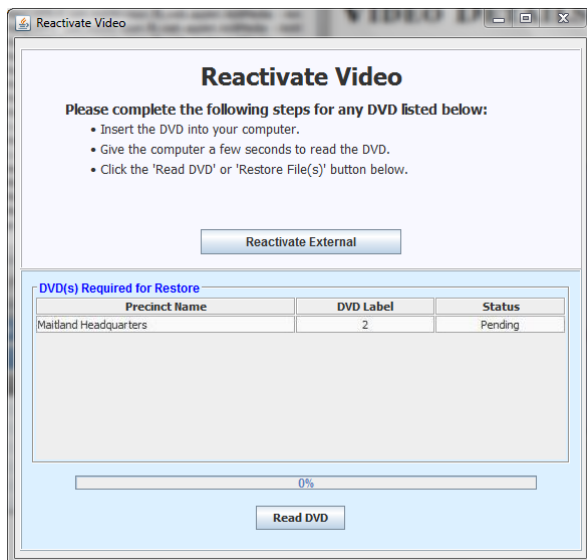 Reactivate Video
Reactivate Video
Please complete the following steps for any DVD listed below:
• Insert the DVD into your computer.
• Give the computer a few seconds to read the DVD.
• Click the 'Read DVD' or 'Restore File(s)' button below.
Reactivate External
DVD(s) Required for Restore
Precinct Name DVD Label Status
Maitland Headquarters 2 Pending
0%
Read DVD